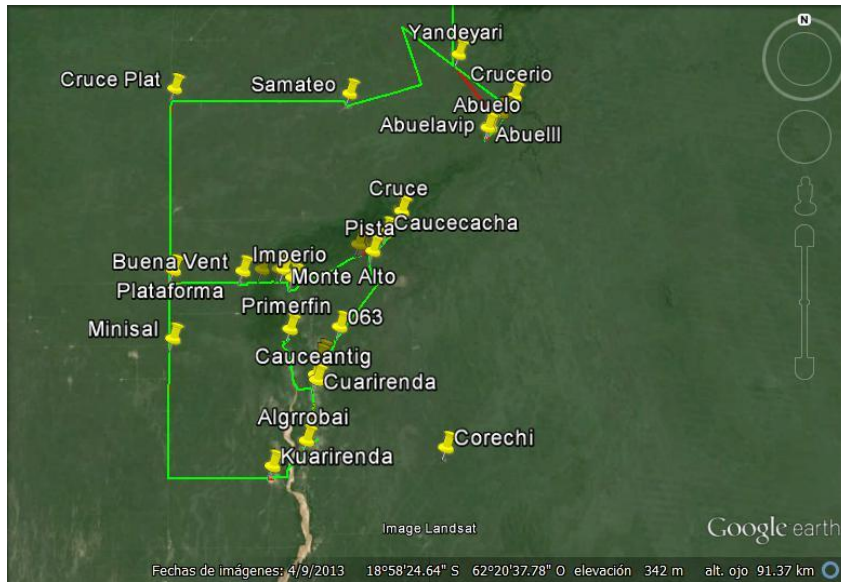 N
Yandeyari
Cruce Plat
Samateo
Crucerio
Abuelo
Abuelavip
Abuelll
Cruce
Pista
Caucecacha
Buena Vent
Imperio
Monte Alto
Plataforma
Primerfin
Minisal
063
Cauceantig
Cuarirenda
Algrrobai
Corechi
Kuarirenda
Image Landsat
Google earth
Fechas de imágenes: 4/9/2013 18°58'24.64" S 62°20'37.78" O elevación 342 m alt. ojo 91.37 km